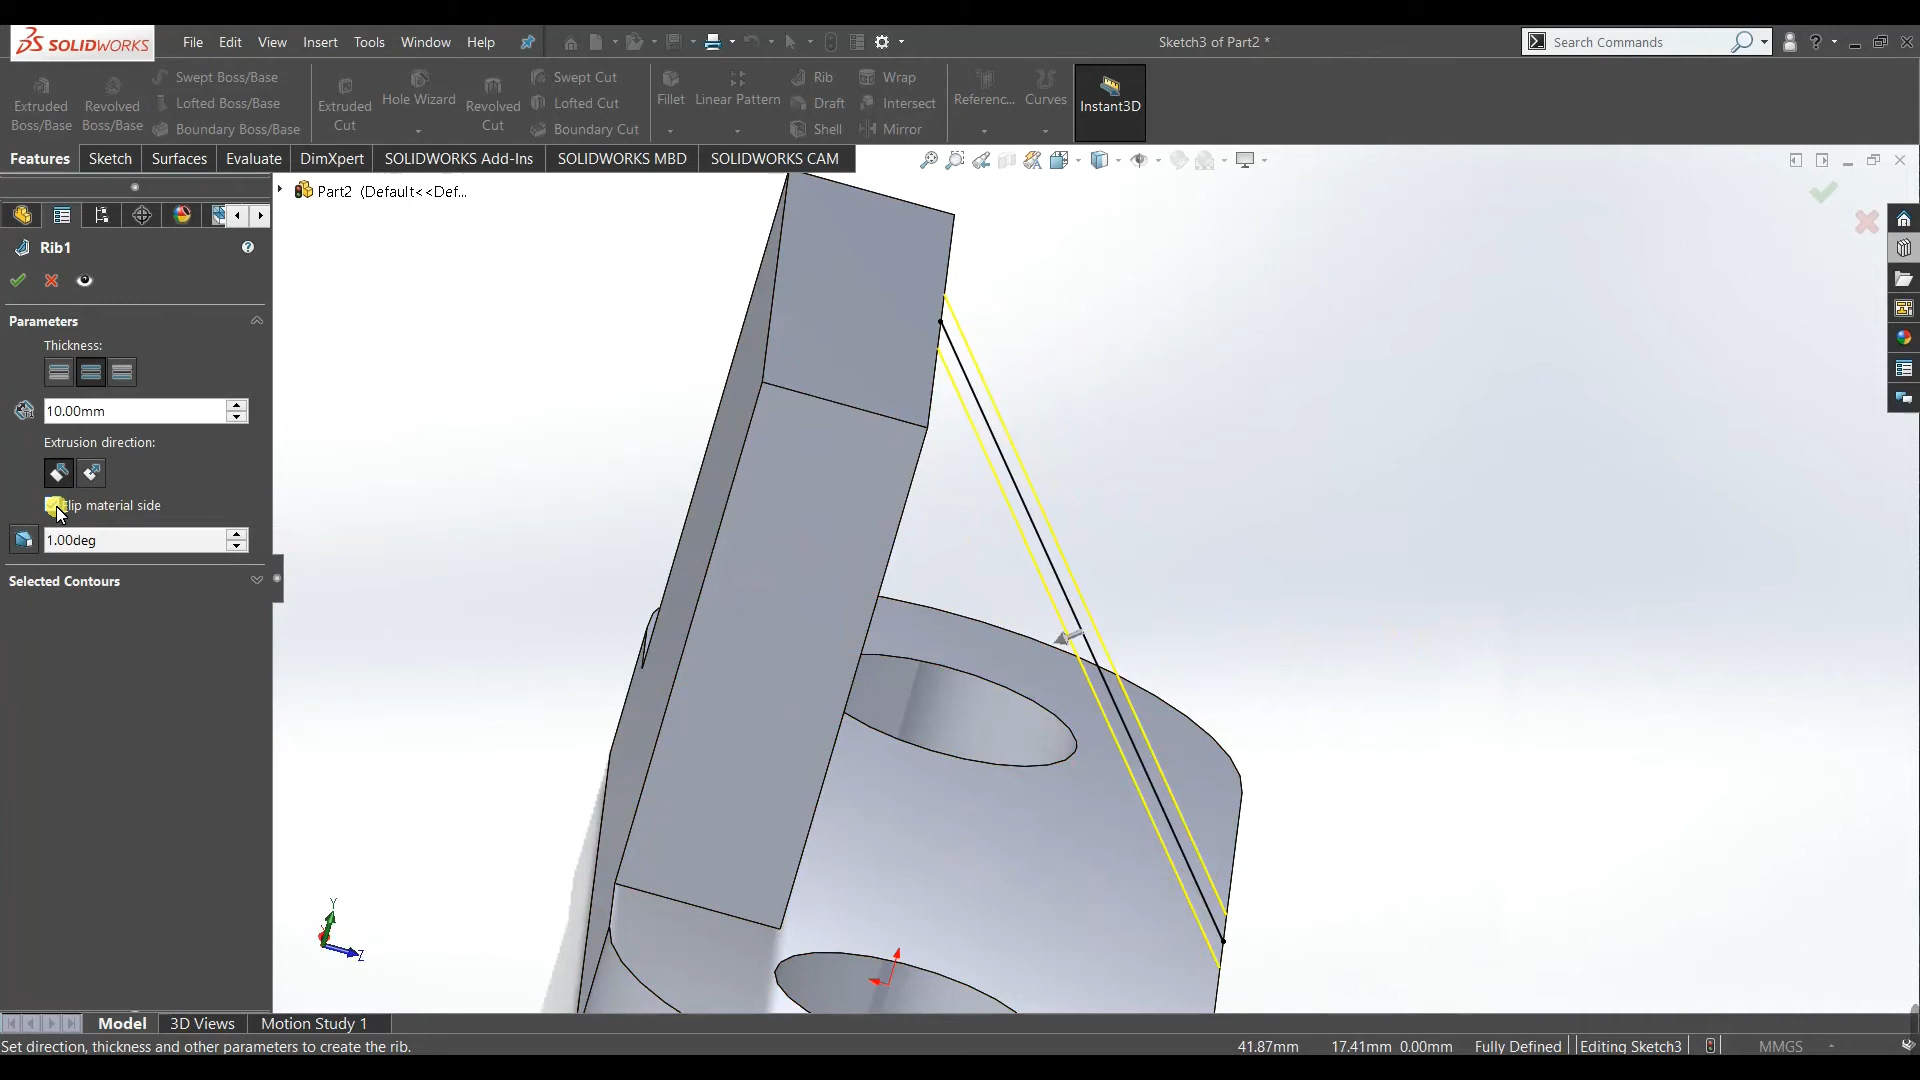 SOLIDWORKS
File Edit View Insert Tools Window Help
Sketch3 of Part2 *
Search Commands
Extruded Boss/Base
Revolved Boss/Base
Swept Boss/Base
Lofted Boss/Base
Boundary Boss/Base
Extruded Cut
Hole Wizard
Revolved Cut
Swept Cut
Lofted Cut
Boundary Cut
Fillet
Linear Pattern
Rib
Draft
Shell
Wrap
Intersect
Mirror
Referenc...
Curves
Instant3D
Features Sketch Surfaces Evaluate DimXpert SOLIDWORKS Add-Ins SOLIDWORKS MBD SOLIDWORKS CAM
Part2 (Default<<Def...
Rib1
Parameters
Thickness:
10.00mm
Extrusion direction:
lip material side
1.00deg
Selected Contours
Y
Z
Model 3D Views Motion Study 1
Set direction, thickness and other parameters to create the rib.
41.87mm 17.41mm 0.00mm Fully Defined Editing Sketch3 MMGS